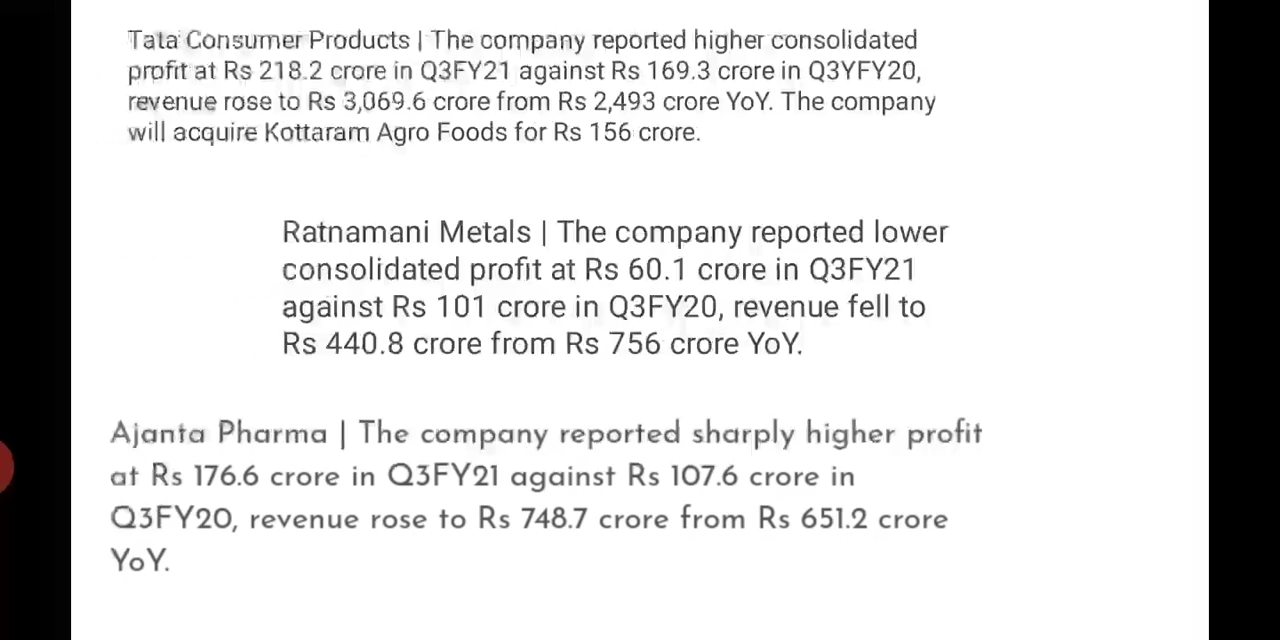 Tata Consumer Products | The company reported higher consolidated
profit at Rs 218.2 crore in Q3FY21 against Rs 169.3 crore in Q3YFY20,
revenue rose to Rs 3,069.6 crore from Rs 2,493 crore YoY. The company
will acquire Kottaram Agro Foods for Rs 156 crore.
Ratnamani Metals | The company reported lower
consolidated profit at Rs 60.1 crore in Q3FY21
against Rs 101 crore in Q3FY20, revenue fell to
Rs 440.8 crore from Rs 756 crore YoY.
Ajanta Pharma | The company reported sharply higher profit
at Rs 176.6 crore in Q3FY21 against Rs 107.6 crore in
Q3FY20, revenue rose to Rs 748.7 crore from Rs 651.2 crore
YoY.